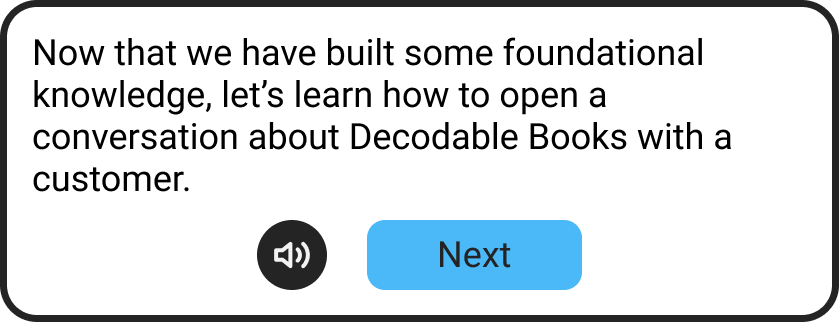 Now that we have built some foundational
knowledge, let’s learn how to open a
conversation about Decodable Books with a
customer.
Next